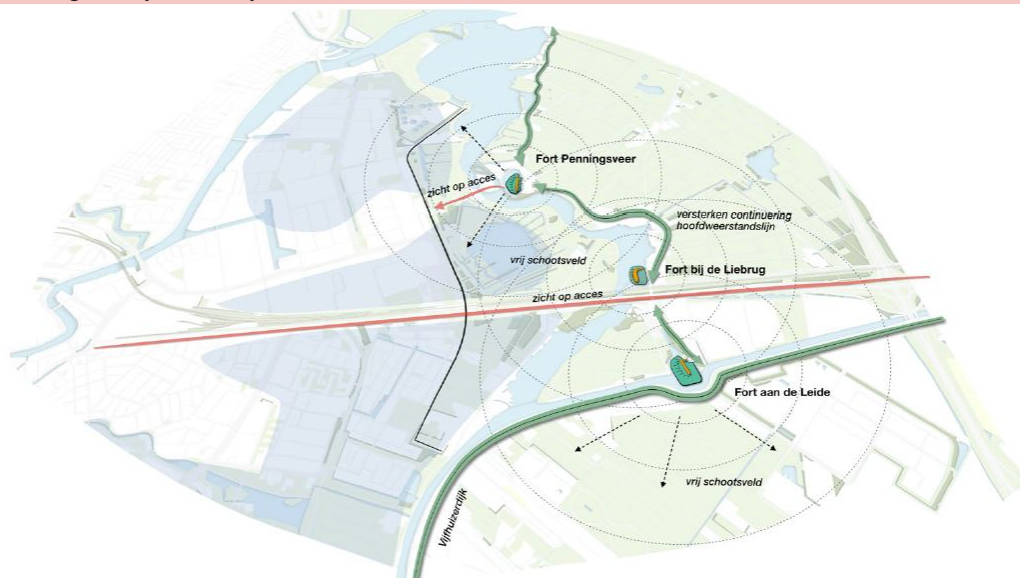 Fort Penningsveer
zicht op acces
versterken continuering
hoofdweerstandslijn
vrij schootsveld
Fort bij de Liebrug
zicht op acces
Fort aan de Leide
vrij schootsveld
Vijfhuizerdijk